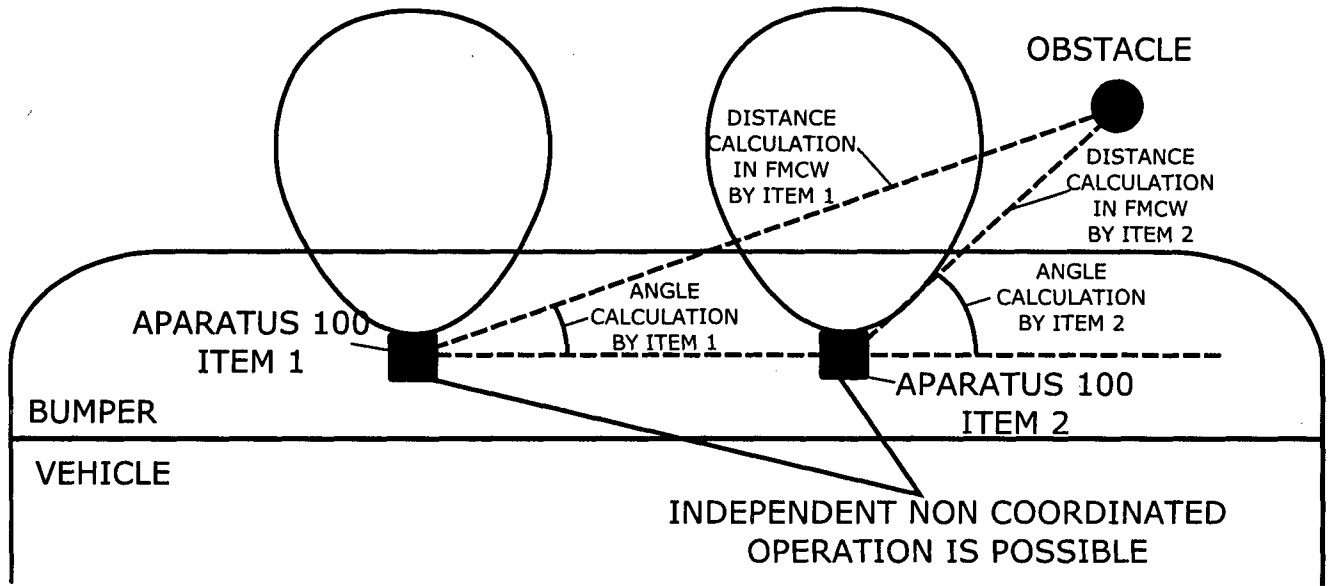 OBSTACLE
DISTANCE
CALCULATION
IN FMCW
BY ITEM 1
DISTANCE
CALCULATION
IN FMCW
BY ITEM 2
ANGLE
CALCULATION
BY ITEM 1
ANGLE
CALCULATION
BY ITEM 2
APARATUS 100
ITEM 1
APARATUS 100
ITEM 2
BUMPER
VEHICLE
INDEPENDENT NON COORDINATED
OPERATION IS POSSIBLE